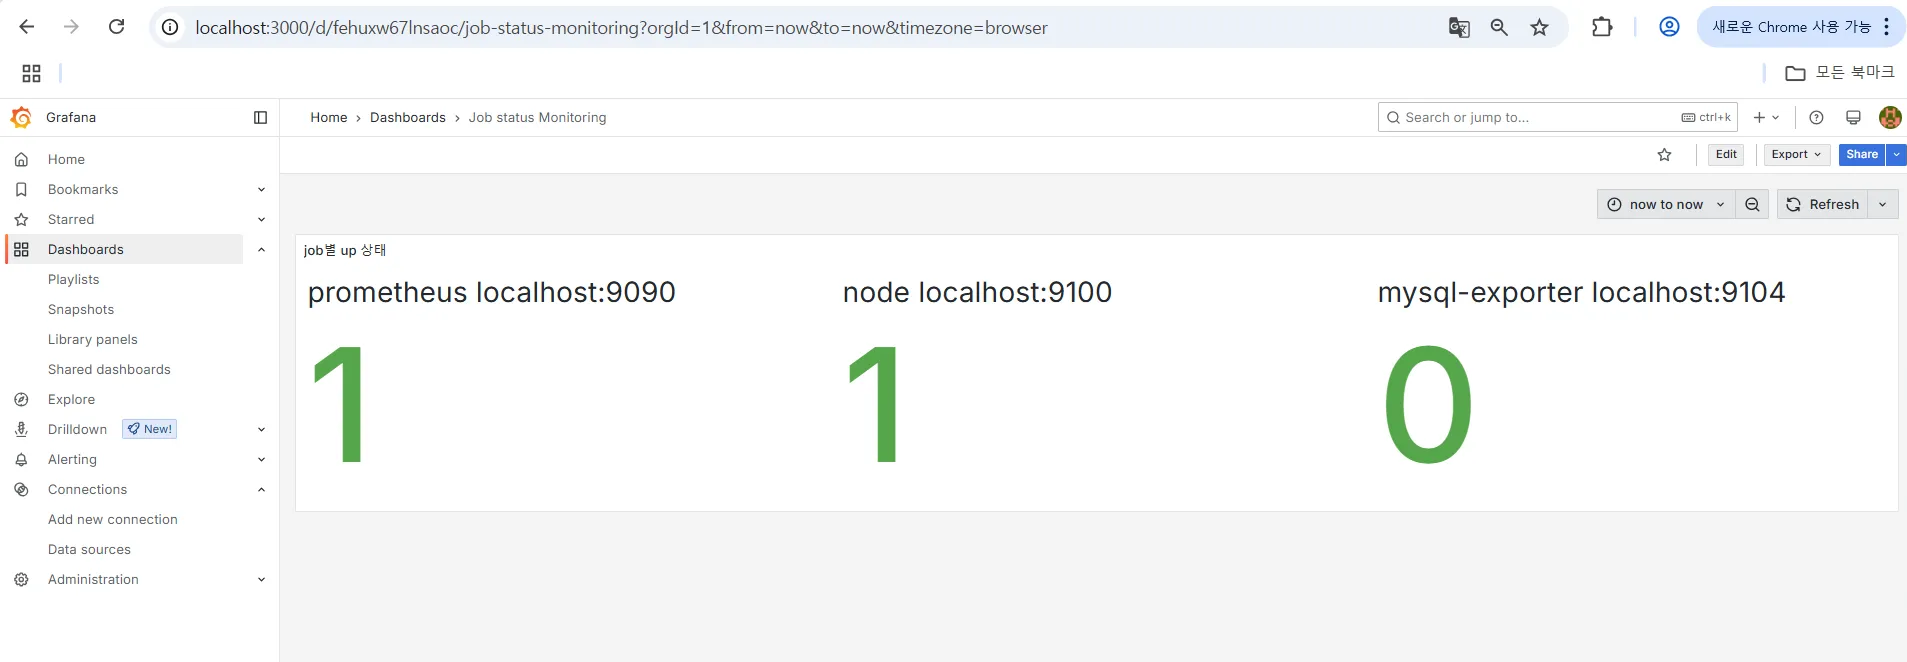 localhost:3000/d/fehuxw67lnsaoc/job-status-monitoring?orgId=1&from=now&to=now&timezone=browser
새로운 Chrome 사용 가능
모든 북마크
Grafana
Home › Dashboards › Job status Monitoring
Search or jump to...
ctrl+k
Edit
Export
Share
Home
Bookmarks
Starred
Dashboards
Playlists
Snapshots
Library panels
Shared dashboards
Explore
Drilldown New!
Alerting
Connections
Add new connection
Data sources
Administration
now to now
Refresh
job별 up 상태
prometheus localhost:9090
1
node localhost:9100
1
mysql-exporter localhost:9104
0